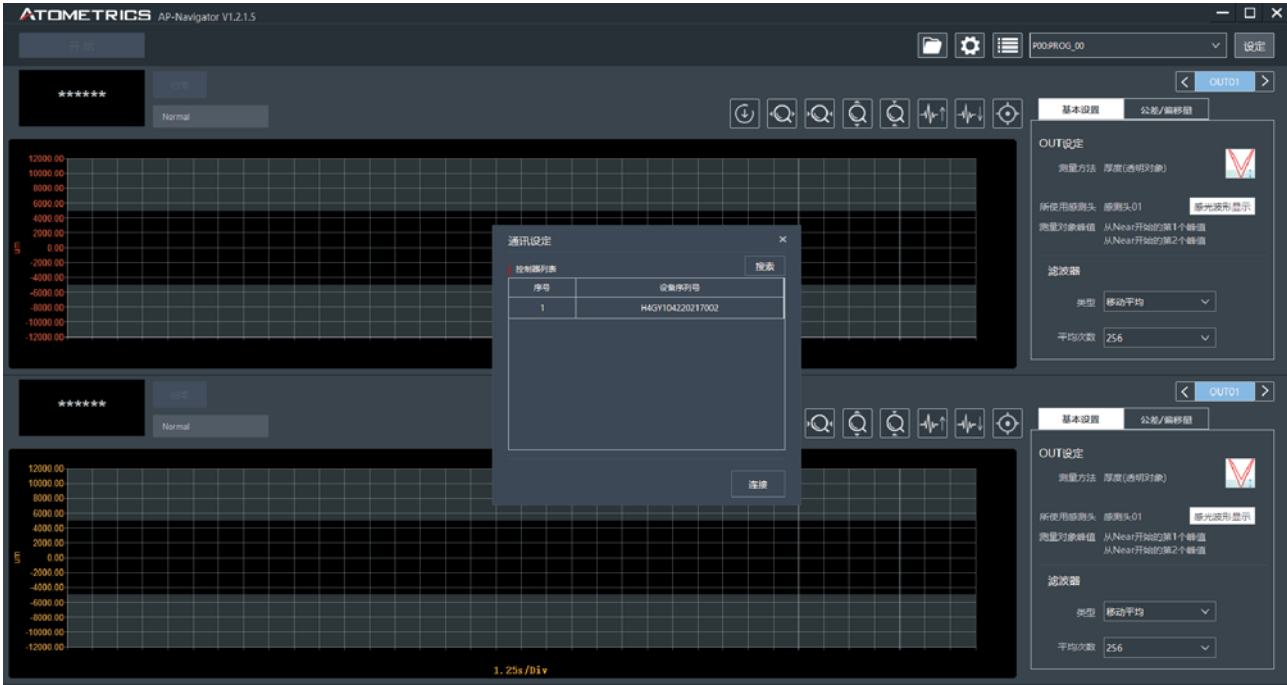 ATOMETRICS AP-Navigator V1.2.1.5
开始
P00:PROG_00
设定
******
归零
Normal
< OUT01 >
基本设置 公差/偏移量
OUT设定
测量方法 厚度(透明对象)
所使用感测头 感测头01 感光波形显示
测量对象峰值 从Near开始的第1个峰值
从Near开始的第2个峰值
滤波器
类型 移动平均
平均次数 256
12000.00
10000.00
8000.00
6000.00
4000.00
2000.00
0.00
-2000.00
-4000.00
-6000.00
-8000.00
-10000.00
-12000.00
um
通讯设定 ×
控制器列表 搜索
序号 设备序列号
1 H4GY104220217002
连接
******
归零
Normal
< OUT01 >
基本设置 公差/偏移量
OUT设定
测量方法 厚度(透明对象)
所使用感测头 感测头01 感光波形显示
测量对象峰值 从Near开始的第1个峰值
从Near开始的第2个峰值
滤波器
类型 移动平均
平均次数 256
12000.00
10000.00
8000.00
6000.00
4000.00
2000.00
0.00
-2000.00
-4000.00
-6000.00
-8000.00
-10000.00
-12000.00
um
1.25s/Div